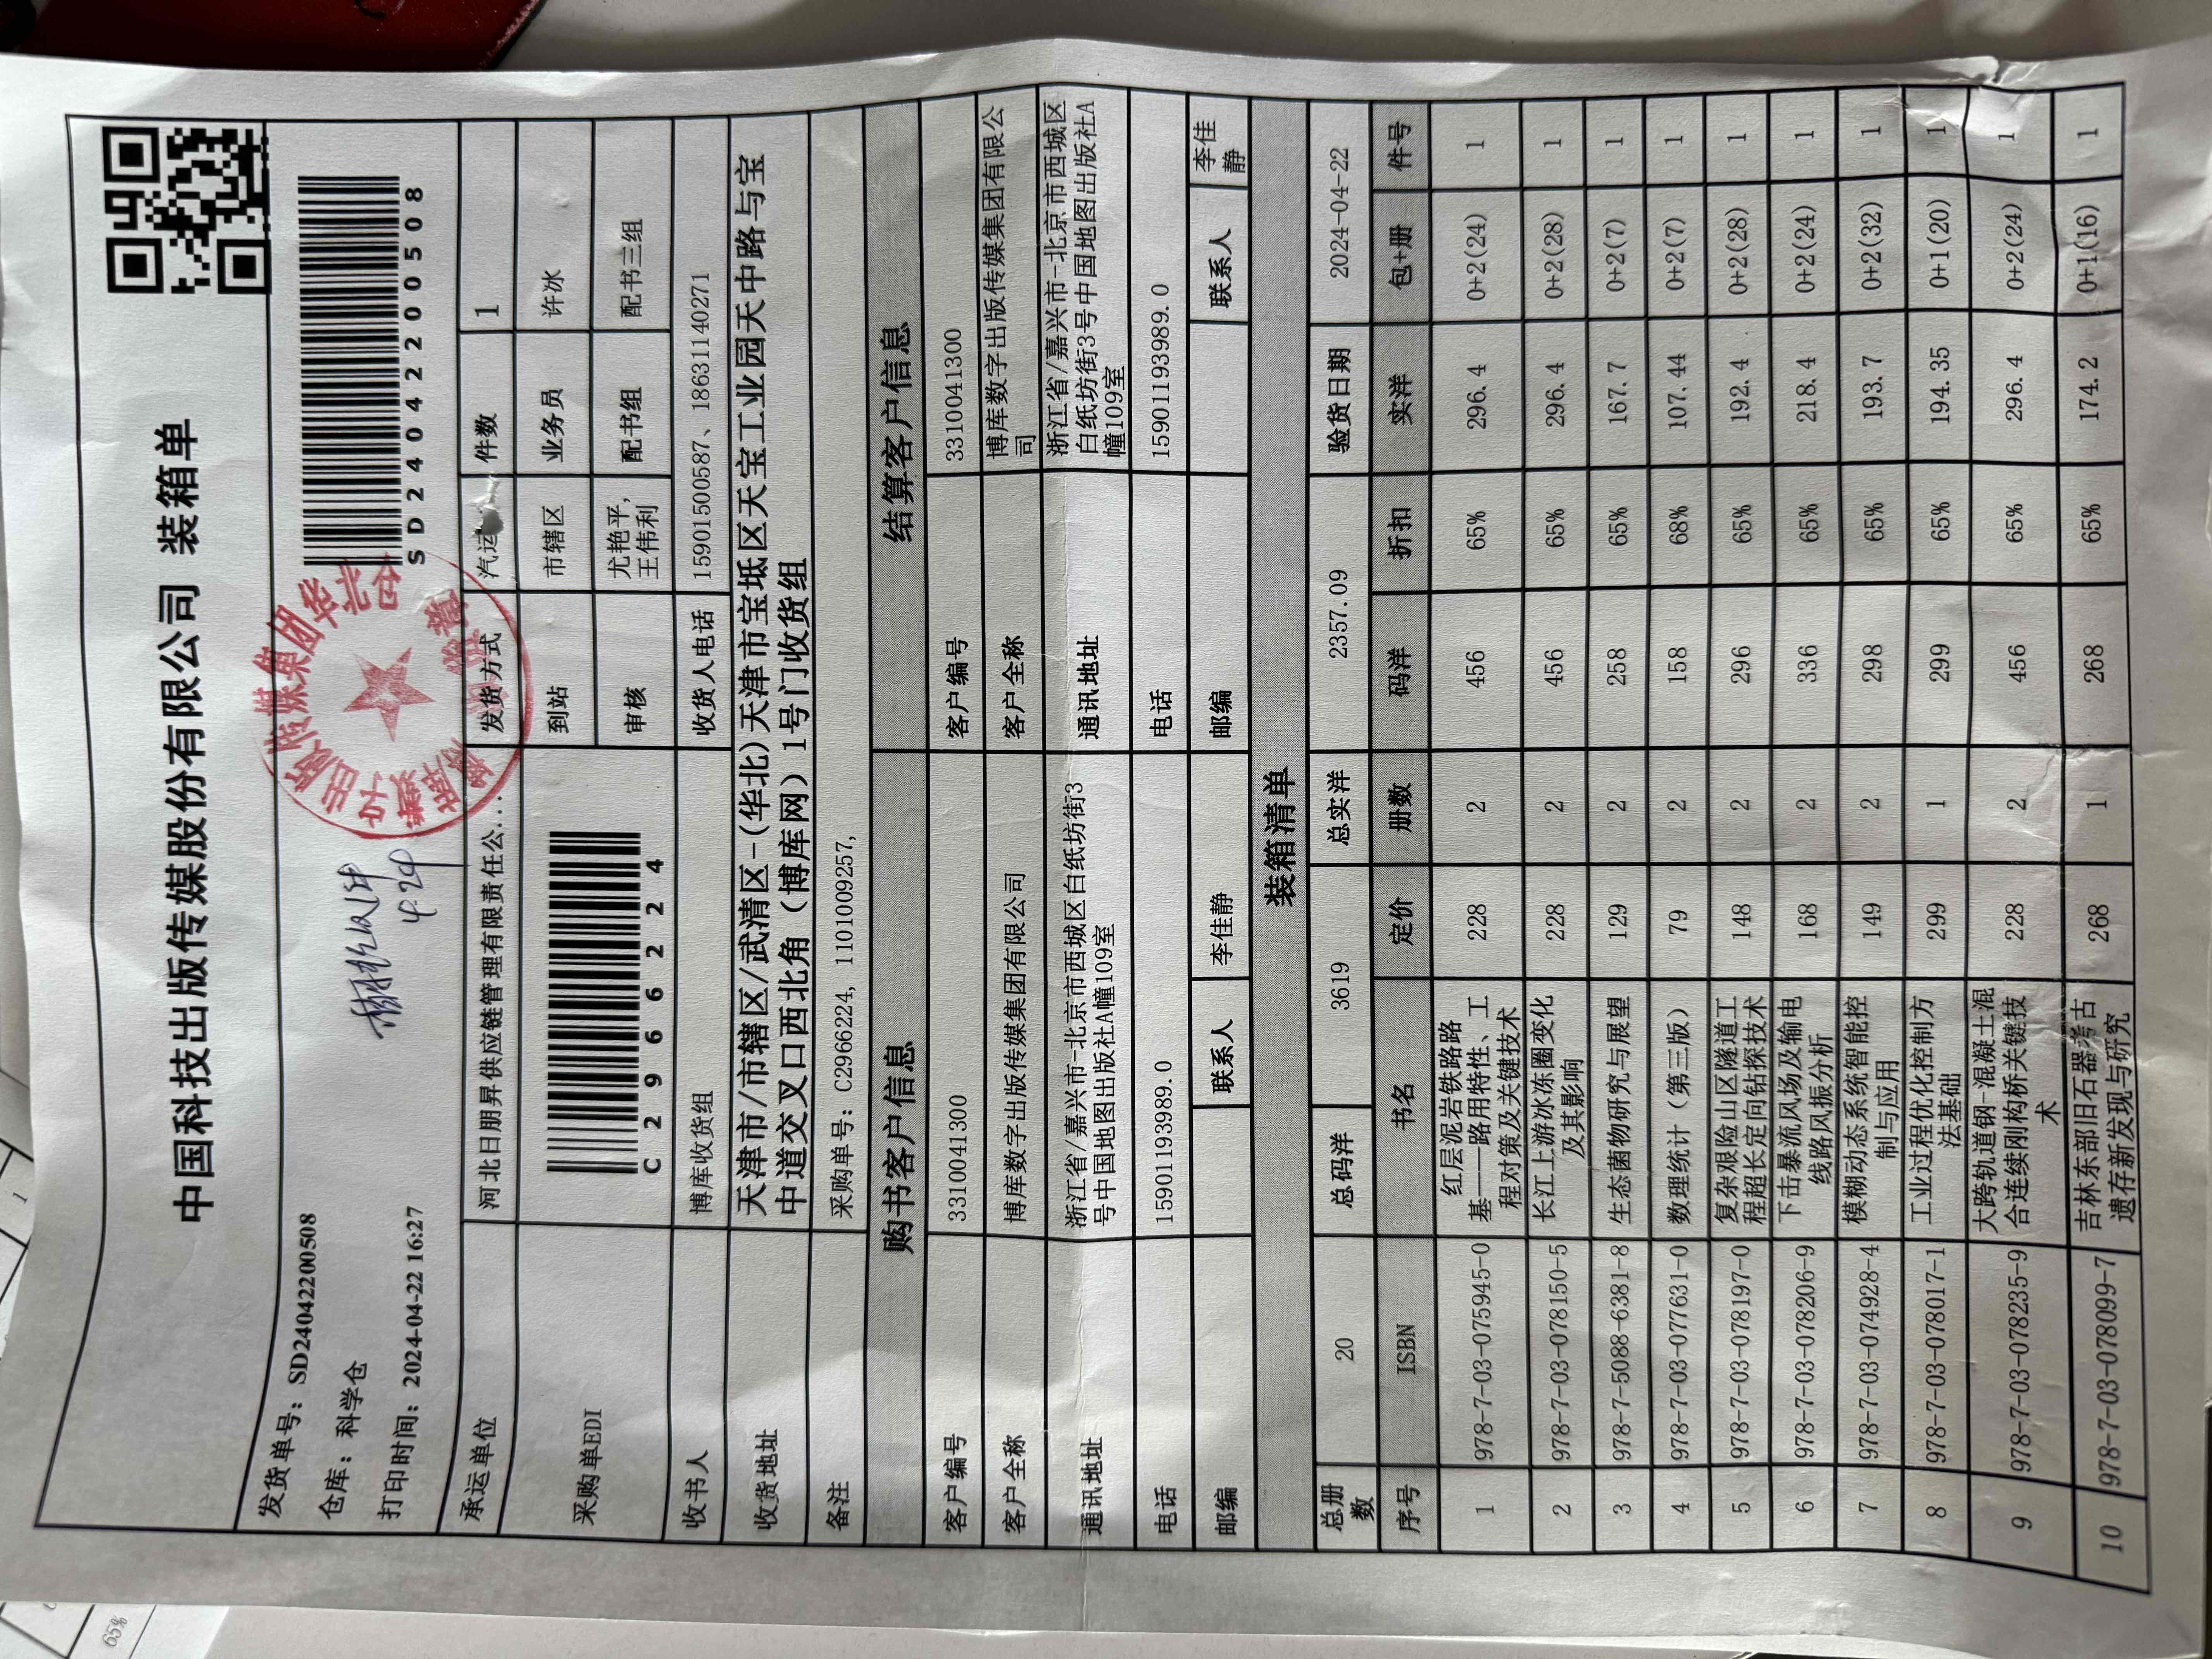 中国科技出版传媒股份有限公司 装箱单
发货单号：SD240422200508
仓库：科学仓
打印时间：2024-04-22 16:27
SD240422200508
4.24
承运单位 河北日朋昇供应链管理有限责任公... 发货方式 汽运 件数 1
采购单EDI C2966224 到站 市辖区 业务员 许冰
审核 尤艳平,
王伟利 配书组 配书三组
收书人 博库收货组 收货人电话 15901500587、18631140271
收货地址 天津市/市辖区/武清区-(华北)天津市宝坻区天宝工业园天中路与宝
中道交叉口西北角（博库网）1号门收货组
备注 采购单号：C2966224, 1101009257,
购书客户信息 结算客户信息
客户编号 3310041300 客户编号 3310041300
客户全称 博库数字出版传媒集团有限公司 客户全称 博库数字出版传媒集团有限公
司
通讯地址 浙江省/嘉兴市-北京市西城区白纸坊街3
号中国地图出版社A幢109室 通讯地址 浙江省/嘉兴市-北京市西城区
白纸坊街3号中国地图出版社A
幢109室
电话 15901193989.0 电话 15901193989.0
邮编 联系人 李佳静 邮编 联系人 李佳
静
装箱清单
总册
数 20 总码洋 3619 总实洋 2357.09 验货日期 2024-04-22
序号 ISBN 书名 定价 册数 码洋 折扣 实洋 包+册 件号
1 978-7-03-075945-0 红层泥岩铁路路
基——路用特性、工
程对策及关键技术 228 2 456 65% 296.4 0+2(24) 1
2 978-7-03-078150-5 长江上游冰冻圈变化
及其影响 228 2 456 65% 296.4 0+2(28) 1
3 978-7-5088-6381-8 生态菌物研究与展望 129 2 258 65% 167.7 0+2(7) 1
4 978-7-03-077631-0 数理统计（第三版） 79 2 158 68% 107.44 0+2(7) 1
5 978-7-03-078197-0 复杂艰险山区隧道工
程超长定向钻探技术 148 2 296 65% 192.4 0+2(28) 1
6 978-7-03-078206-9 下击暴流风场及输电
线路风振分析 168 2 336 65% 218.4 0+2(24) 1
7 978-7-03-074928-4 模糊动态系统智能控
制与应用 149 2 298 65% 193.7 0+2(32) 1
8 978-7-03-078017-1 工业过程优化控制方
法基础 299 1 299 65% 194.35 0+1(20) 1
9 978-7-03-078235-9 大跨轨道钢-混凝土混
合连续刚构桥关键技
术 228 2 456 65% 296.4 0+2(24) 1
10 978-7-03-078099-7 吉林东部旧石器考古
遗存新发现与研究 268 1 268 65% 174.2 0+1(16) 1
65%
1